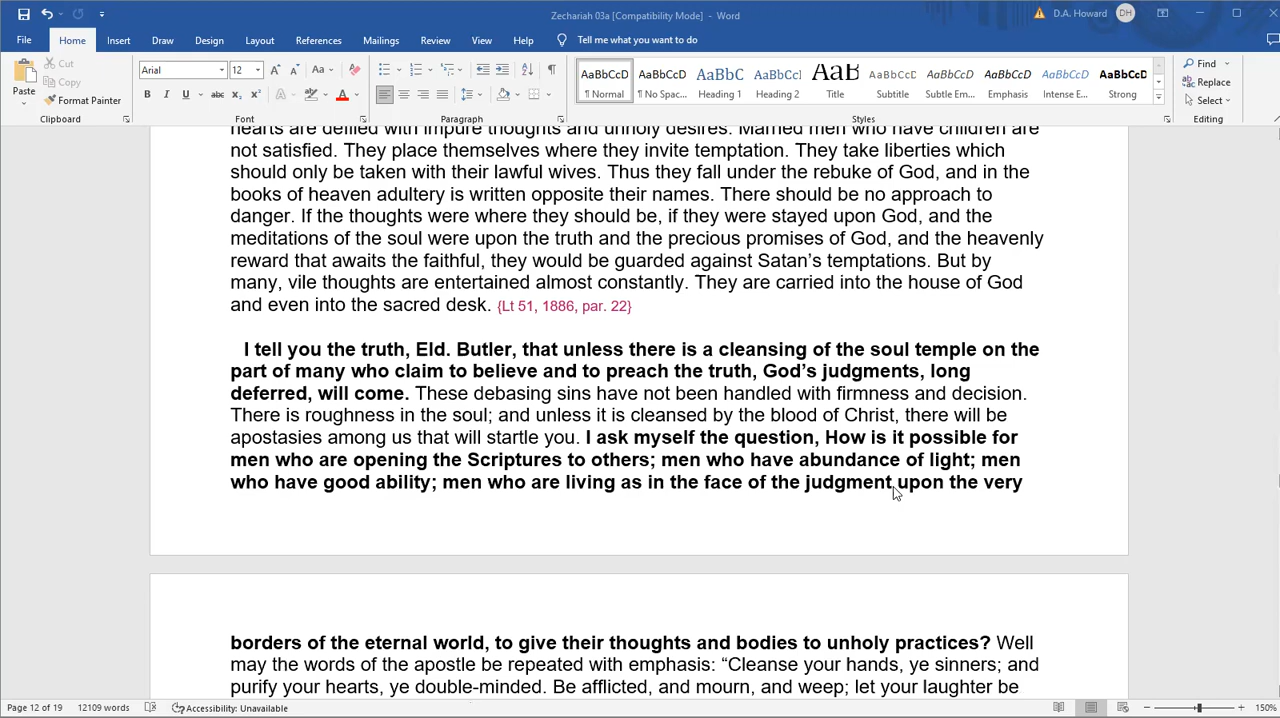 Zechariah 03a [Compatibility Mode] - Word
D.A. Howard DH
File Home Insert Draw Design Layout References Mailings Review View Help Tell me what you want to do
Paste
Cut
Copy
Format Painter
Clipboard
Arial 12
Font
Paragraph
AaBbCcD ¶ Normal
AaBbCcD ¶ No Spac...
AaBbC Heading 1
AaBbCcI Heading 2
AaB Title
AaBbCcD Subtitle
AaBbCcD Subtle Em...
AaBbCcD Emphasis
AaBbCcD Intense E...
AaBbCcD Strong
Styles
Find
Replace
Select
Editing
hearts are defiled with impure thoughts and unholy desires. Married men who have children are
not satisfied. They place themselves where they invite temptation. They take liberties which
should only be taken with their lawful wives. Thus they fall under the rebuke of God, and in the
books of heaven adultery is written opposite their names. There should be no approach to
danger. If the thoughts were where they should be, if they were stayed upon God, and the
meditations of the soul were upon the truth and the precious promises of God, and the heavenly
reward that awaits the faithful, they would be guarded against Satan’s temptations. But by
many, vile thoughts are entertained almost constantly. They are carried into the house of God
and even into the sacred desk. {Lt 51, 1886, par. 22}
I tell you the truth, Eld. Butler, that unless there is a cleansing of the soul temple on the
part of many who claim to believe and to preach the truth, God’s judgments, long
deferred, will come. These debasing sins have not been handled with firmness and decision.
There is roughness in the soul; and unless it is cleansed by the blood of Christ, there will be
apostasies among us that will startle you. I ask myself the question, How is it possible for
men who are opening the Scriptures to others; men who have abundance of light; men
who have good ability; men who are living as in the face of the judgment upon the very
borders of the eternal world, to give their thoughts and bodies to unholy practices? Well
may the words of the apostle be repeated with emphasis: “Cleanse your hands, ye sinners; and
purify your hearts, ye double-minded. Be afflicted, and mourn, and weep; let your laughter be
Page 12 of 19 12109 words Accessibility: Unavailable 150%